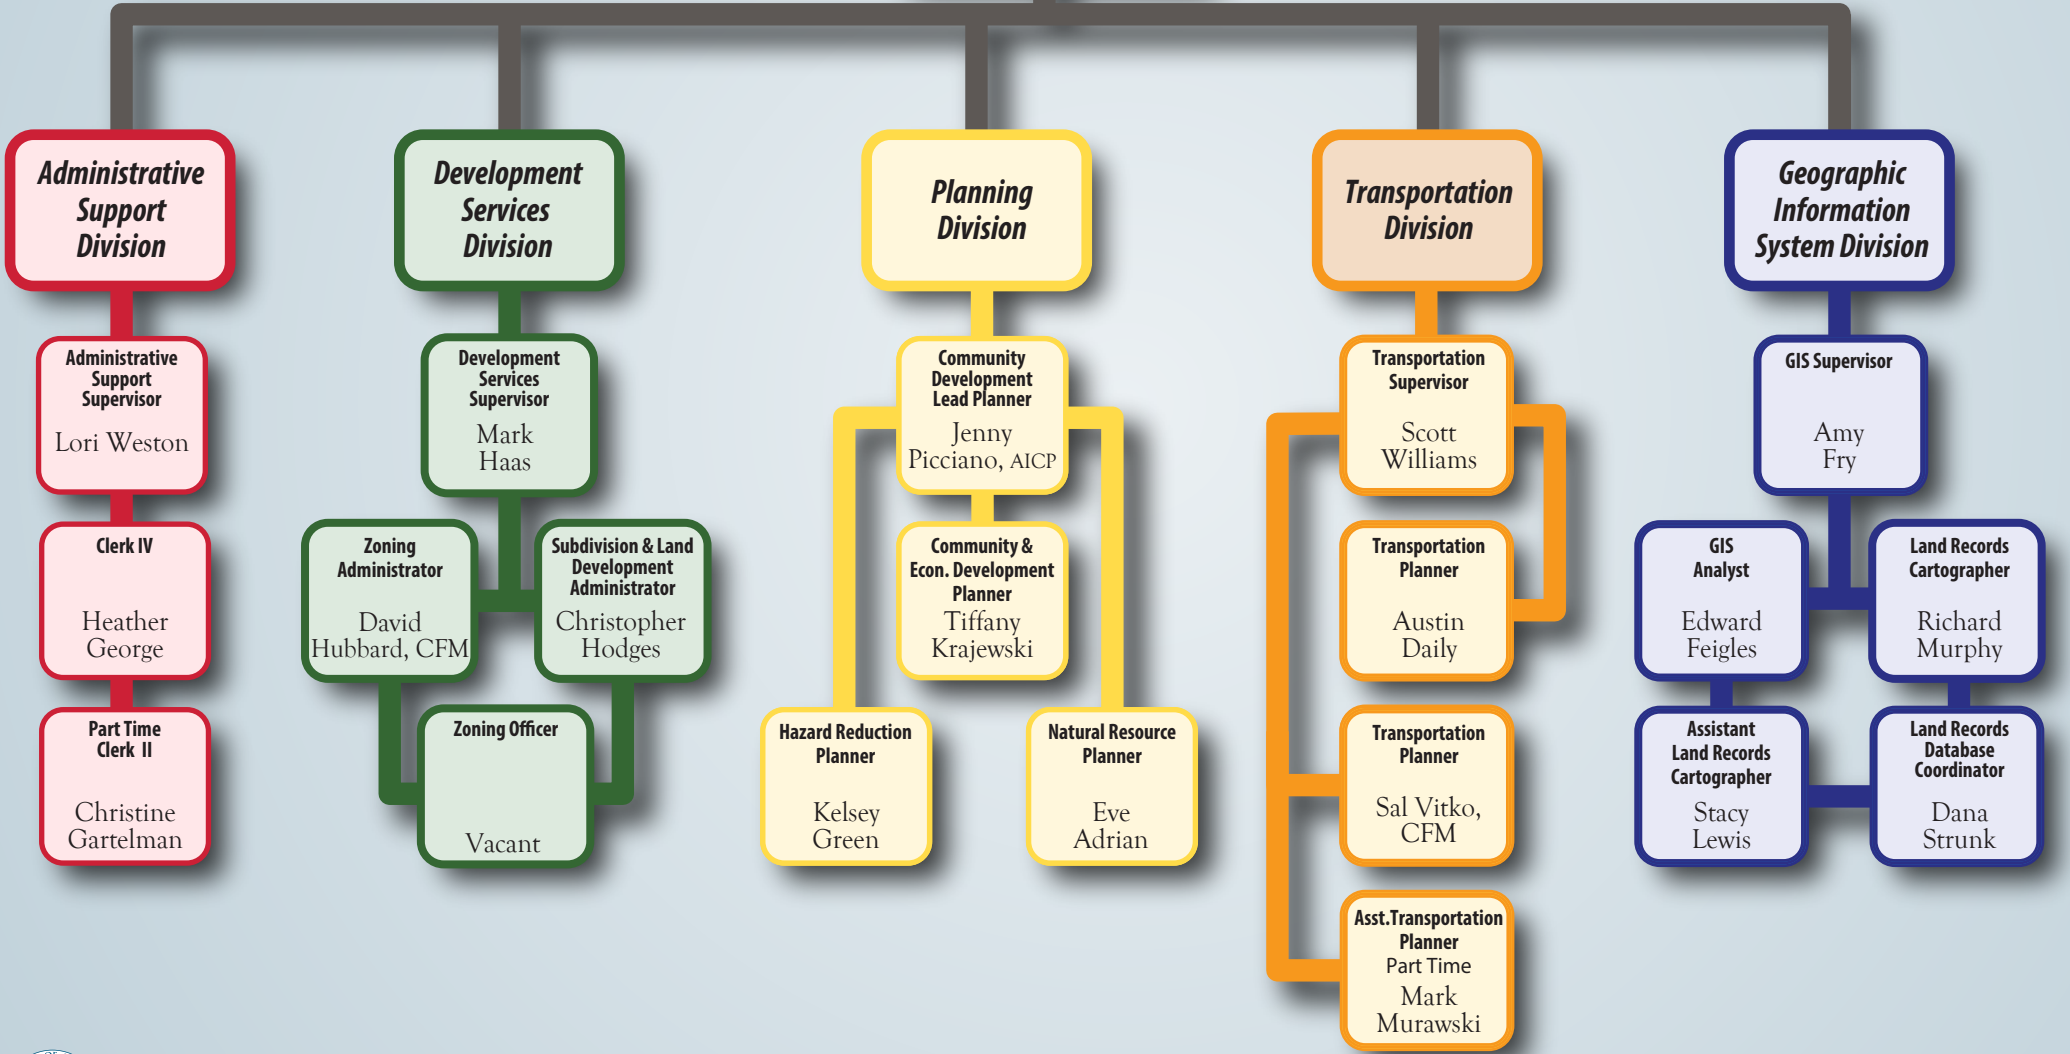 Administrative
Support
Division
Development
Services
Division
Planning
Division
Transportation
Division
Geographic
Information
System Division
Administrative
Support
Supervisor
Lori Weston
Clerk IV
Heather
George
Part Time
Clerk II
Christine
Gartelman
Development
Services
Supervisor
Mark
Haas
Zoning
Administrator
David
Hubbard, CFM
Subdivision & Land
Development
Administrator
Christopher
Hodges
Zoning Officer
Vacant
Community
Development
Lead Planner
Jenny
Picciano, AICP
Community &
Econ. Development
Planner
Tiffany
Krajewski
Hazard Reduction
Planner
Kelsey
Green
Natural Resource
Planner
Eve
Adrian
Transportation
Supervisor
Scott
Williams
Transportation
Planner
Austin
Daily
Transportation
Planner
Sal Vitko,
CFM
Asst.Transportation
Planner
Part Time
Mark
Murawski
GIS Supervisor
Amy
Fry
GIS
Analyst
Edward
Feigles
Land Records
Cartographer
Richard
Murphy
Assistant
Land Records
Cartographer
Stacy
Lewis
Land Records
Database
Coordinator
Dana
Strunk